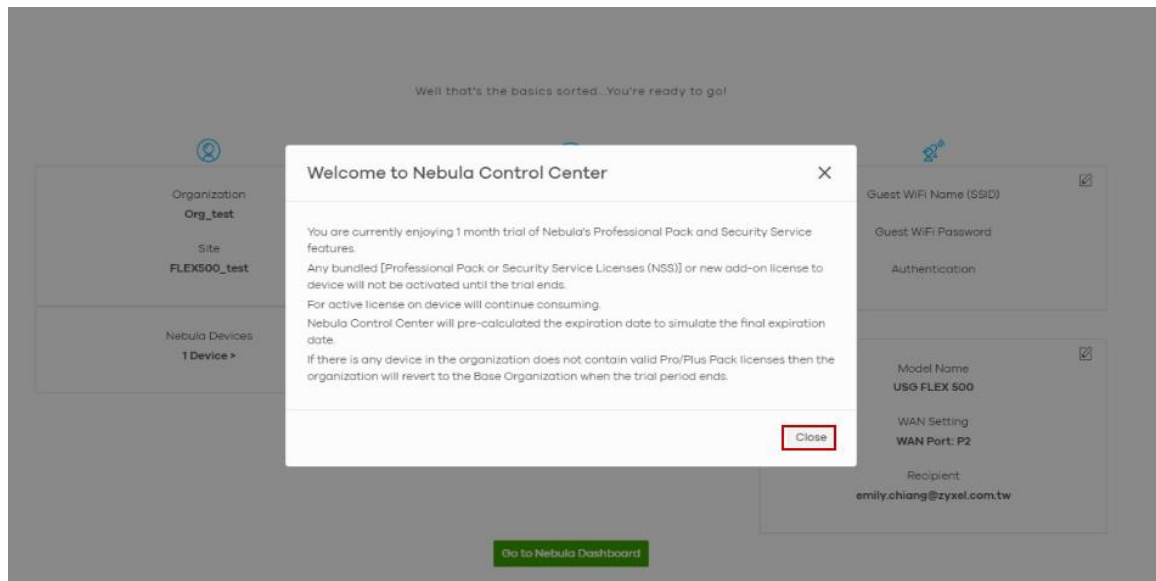 Well that's the basics sorted...You're ready to go!
Organization
Org_test
Site
FLEX500_test
Nebula Devices
1 Device >
Welcome to Nebula Control Center
You are currently enjoying 1 month trial of Nebula's Professional Pack and Security Service
features.
Any bundled [Professional Pack or Security Service Licenses (NSS)] or new add-on license to
device will not be activated until the trial ends.
For active license on device will continue consuming.
Nebula Control Center will pre-calculated the expiration date to simulate the final expiration
date.
If there is any device in the organization does not contain valid Pro/Plus Pack licenses then the
organization will revert to the Base Organization when the trial period ends.
Close
Guest WiFi Name (SSID)
Guest WiFi Password
Authentication
Model Name
USG FLEX 500
WAN Setting
WAN Port: P2
Recipient
emily.chiang@zyxel.com.tw
Go to Nebula Dashboard